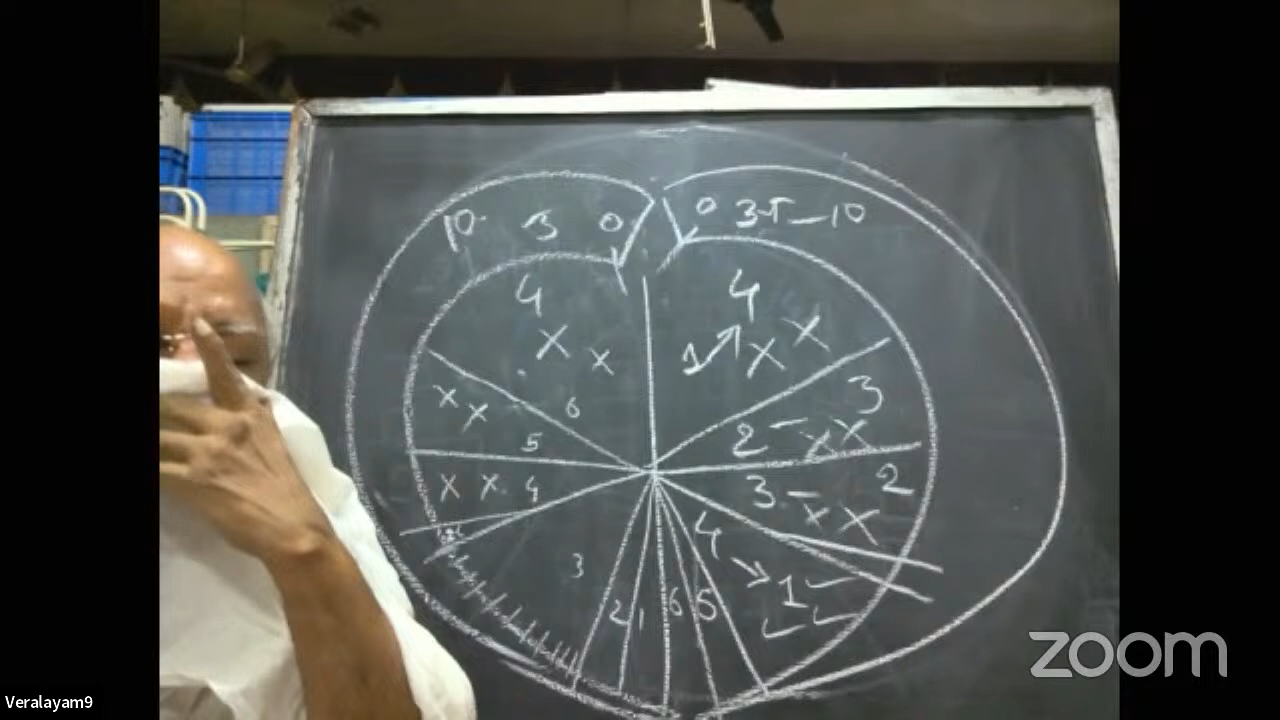 10 3 0 0 3.5-10
4 4
X X 1 X X
X X 6 3
5 2 - X X
X X 4 3 - 2
X X
4
3 1
2 1 6 5
zoom
Veralayam9